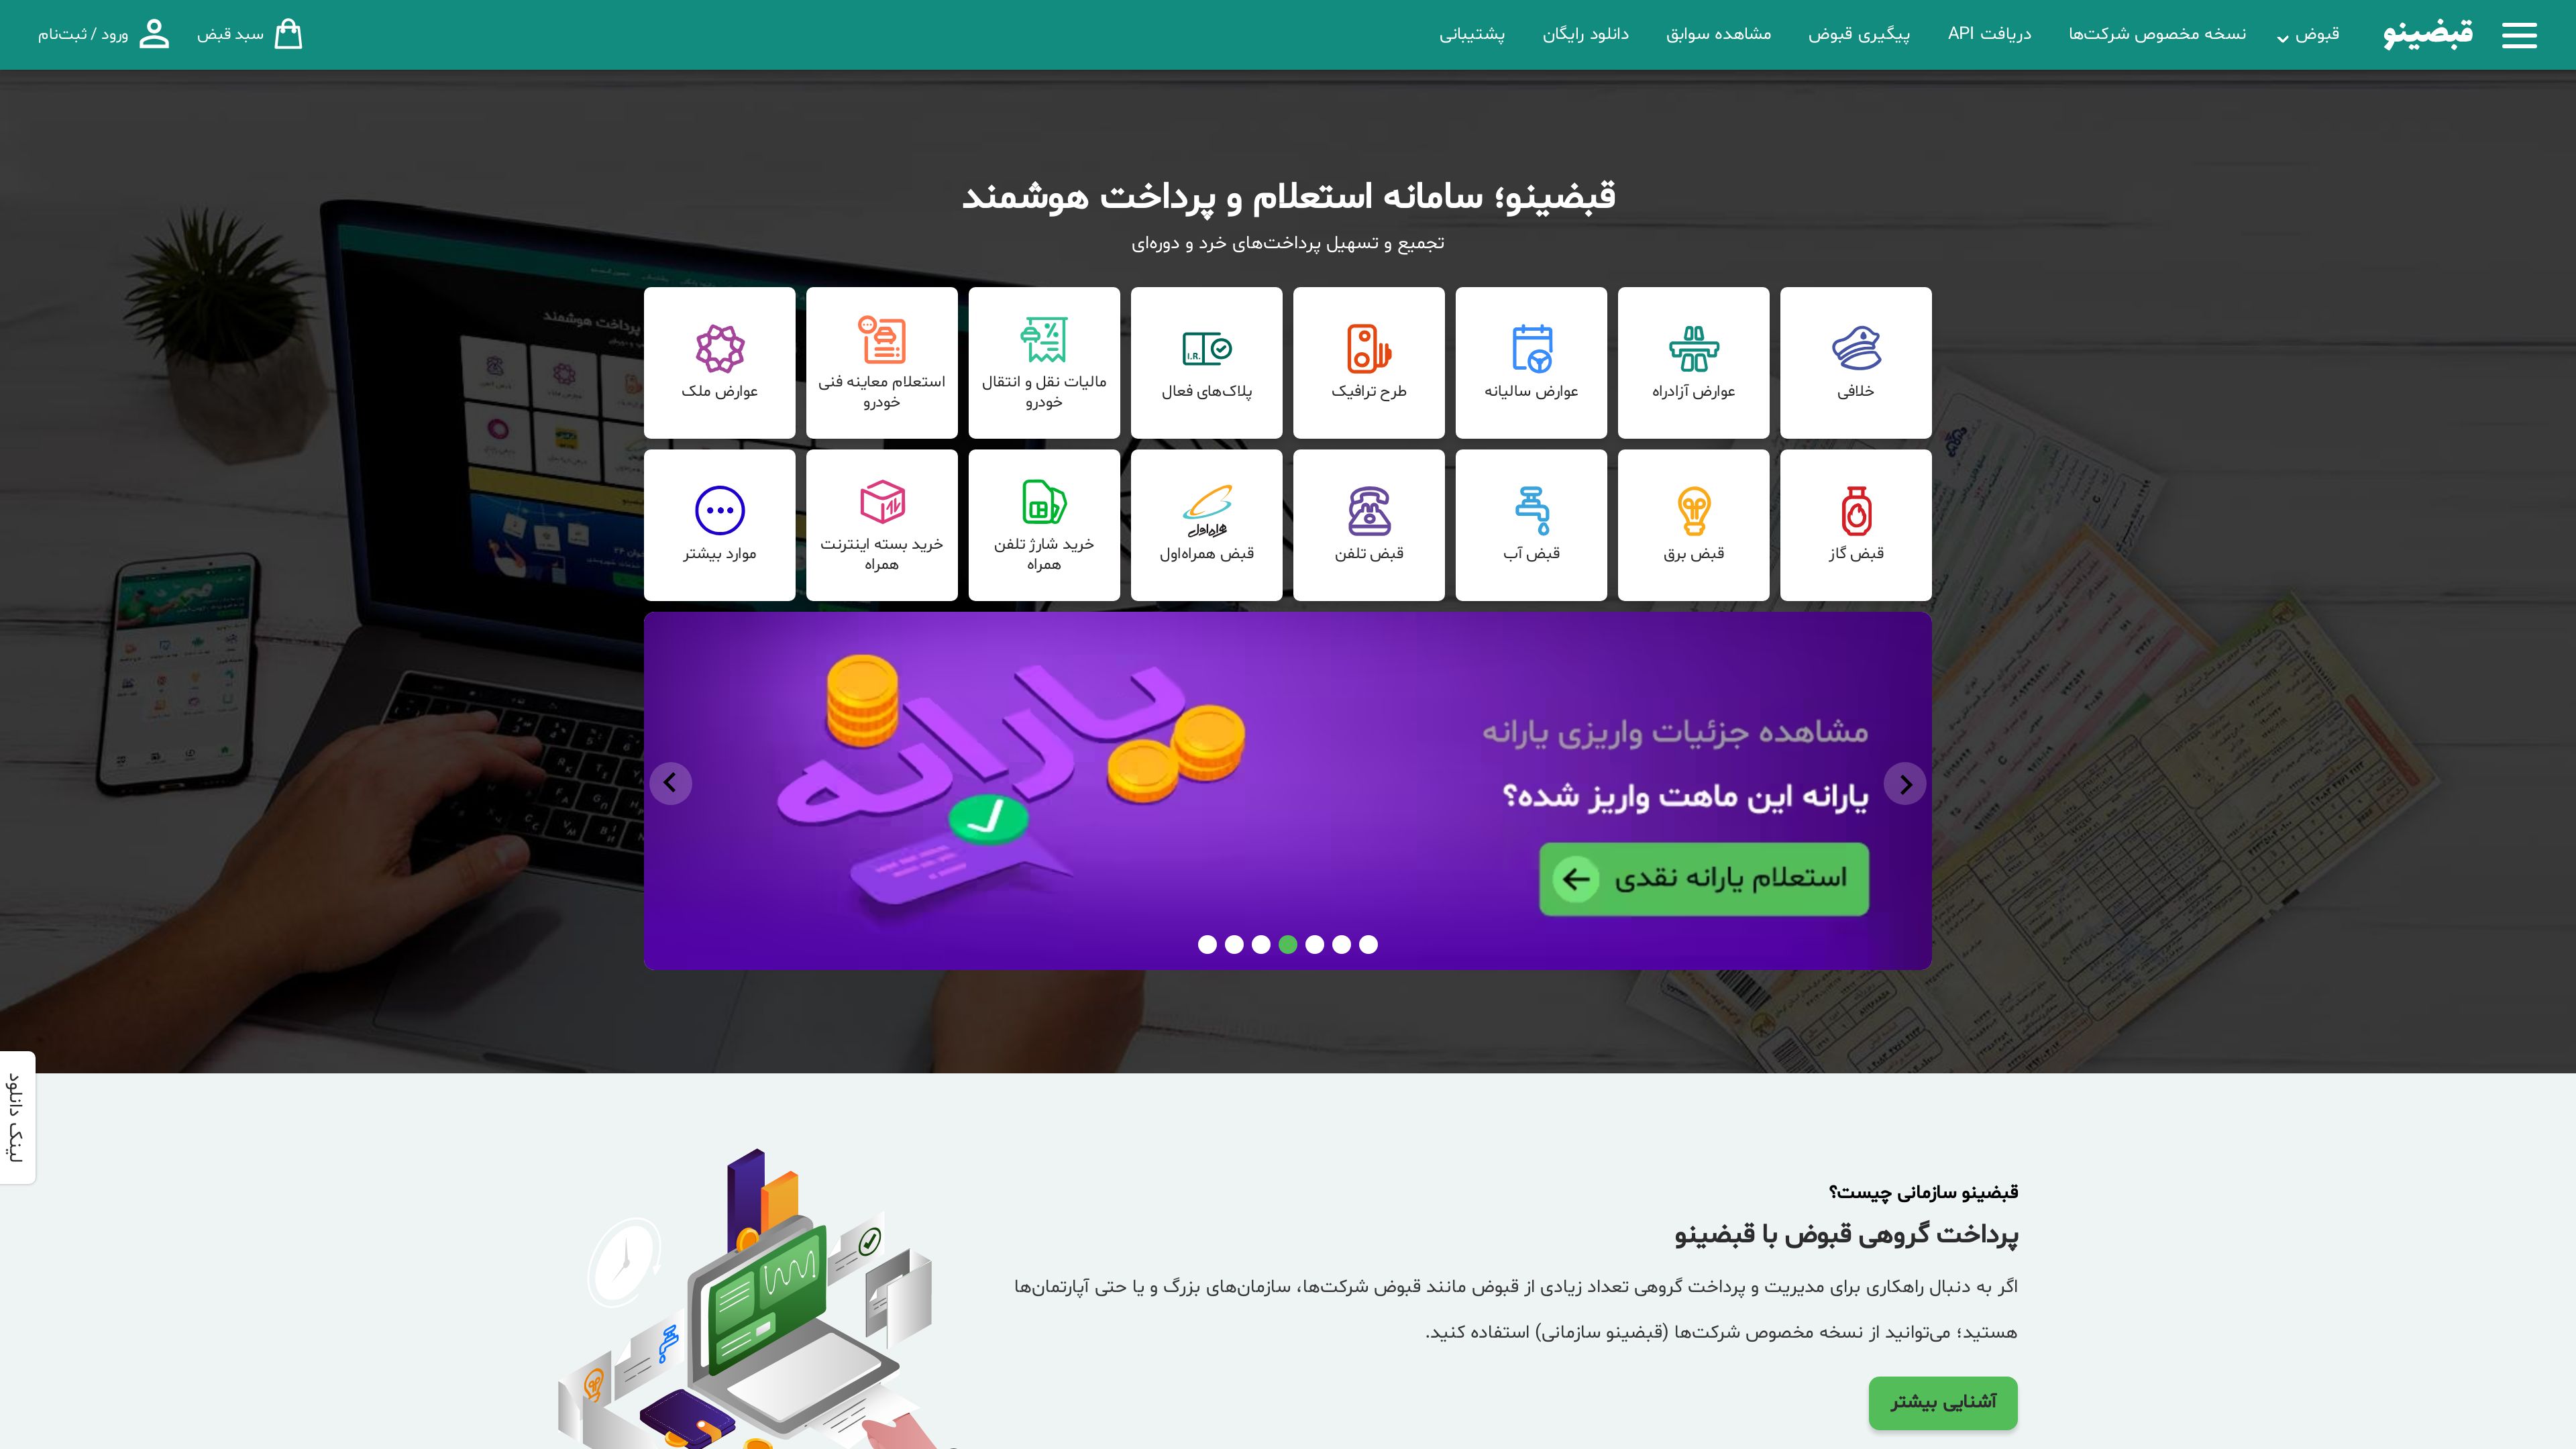 قبضینو
قبوض
نسخه مخصوص شرکت‌ها
دریافت API
پیگیری قبوض
مشاهده سوابق
دانلود رایگان
پشتیبانی
سبد قبض
ورود / ثبت‌نام
قبضینو؛ سامانه استعلام و پرداخت هوشمند
تجمیع و تسهیل پرداخت‌های خرد و دوره‌ای
خلافی
عوارض آزادراه
عوارض سالیانه
طرح ترافیک
پلاک‌های فعال
I.R.
مالیات نقل و انتقال
خودرو
استعلام معاینه فنی
خودرو
عوارض ملک
قبض گاز
قبض برق
قبض آب
قبض تلفن
همراه اول
قبض همراه‌اول
خرید شارژ تلفن
همراه
خرید بسته اینترنت
همراه
موارد بیشتر
مشاهده جزئیات واریزی یارانه
یارانه این ماهت واریز شده؟
استعلام یارانه نقدی
یارانه
لینک دانلود
قبضینو سازمانی چیست؟
پرداخت گروهی قبوض با قبضینو
اگر به دنبال راهکاری برای مدیریت و پرداخت گروهی تعداد زیادی از قبوض مانند قبوض شرکت‌ها، سازمان‌های بزرگ و یا حتی آپارتمان‌ها
هستید؛ می‌توانید از نسخه مخصوص شرکت‌ها (قبضینو سازمانی) استفاده کنید.
آشنایی بیشتر